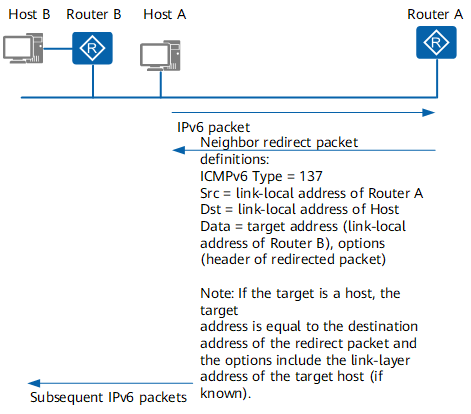 Host B
Router B
Host A
Router A
R
R
IPv6 packet
Neighbor redirect packet
definitions:
ICMPv6 Type = 137
Src = link-local address of Router A
Dst = link-local address of Host
Data = target address (link-local
address of Router B), options
(header of redirected packet)
Note: If the target is a host, the
target
address is equal to the destination
address of the redirect packet and
the options include the link-layer
address of the target host (if
known).
Subsequent IPv6 packets